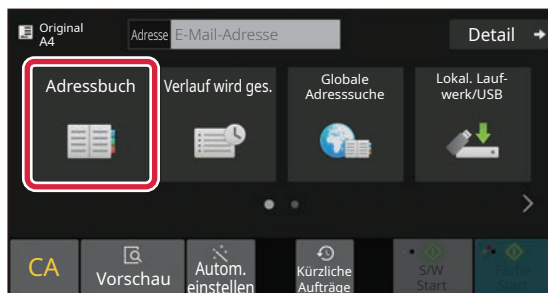 Original
A4
Adresse E-Mail-Adresse
Detail
Adressbuch
Verlauf wird ges.
Globale
Adresssuche
Lokal. Lauf-
werk/USB
CA
Vorschau
Autom.
einstellen
Kürzliche
Aufträge
S/W
Start
Farbe
Start